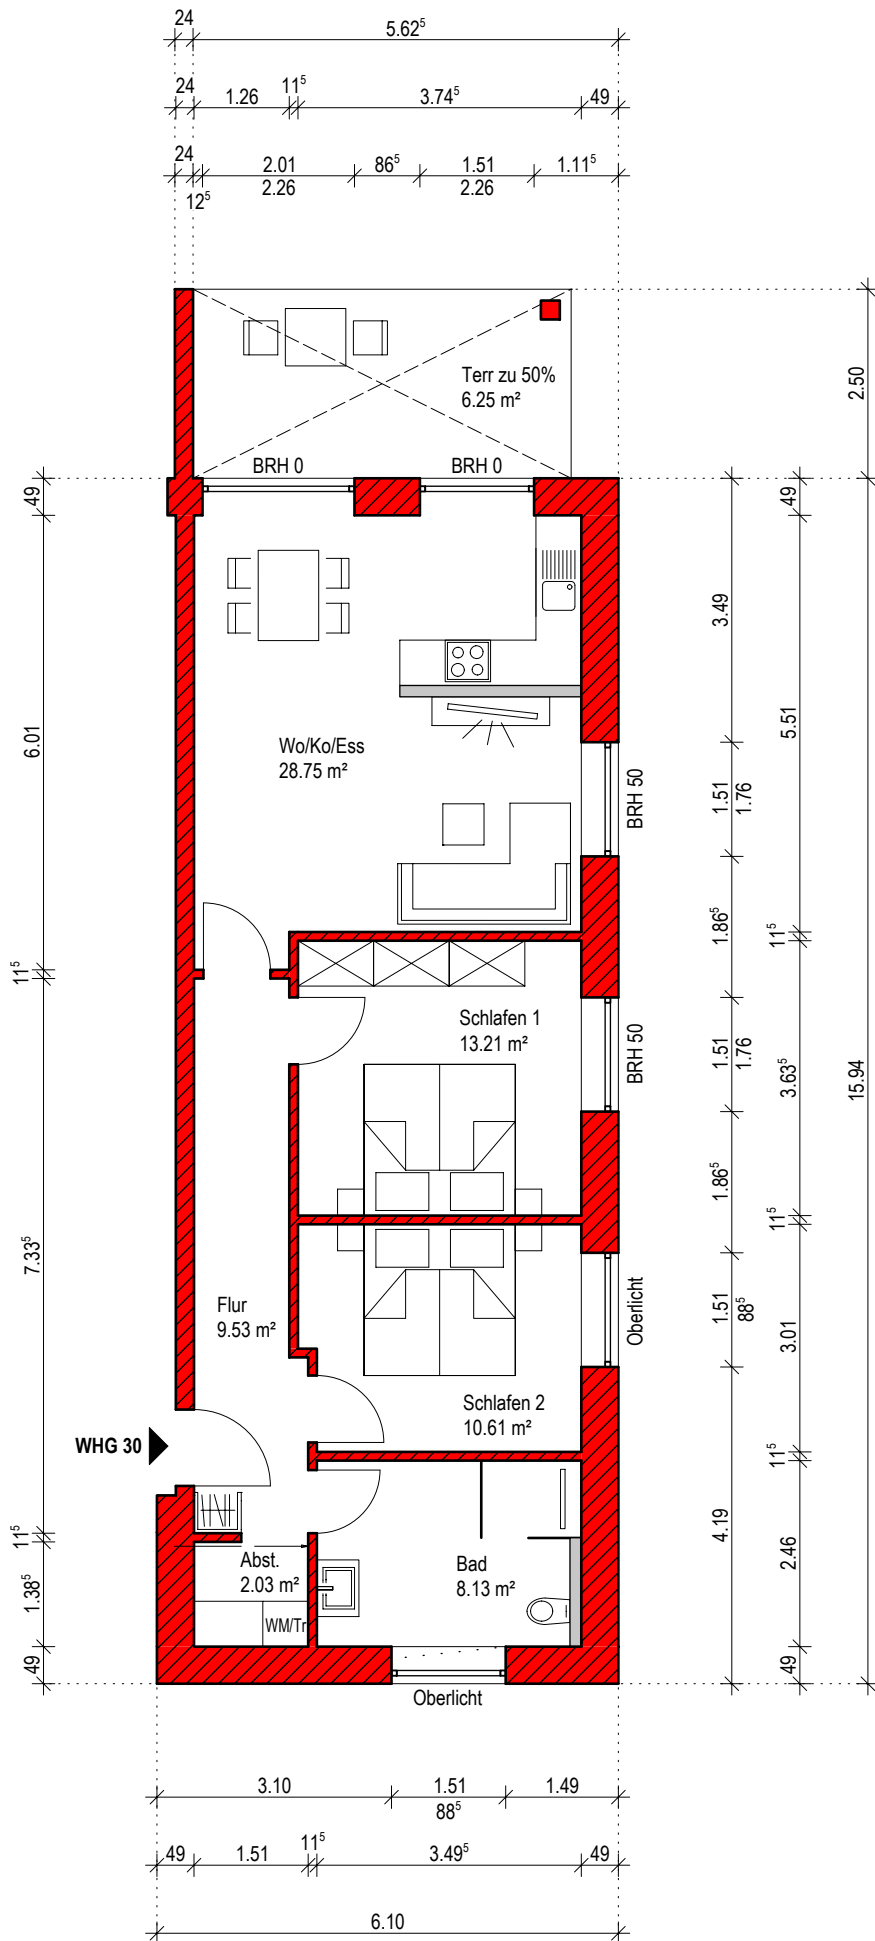 24
5.62⁵
24
1.26
11⁵
3.74⁵
49
24
12⁵
2.01
2.26
86⁵
1.51
2.26
1.11⁵
Terr zu 50%
6.25 m²
2.50
BRH 0
BRH 0
49
49
3.49
Wo/Ko/Ess
28.75 m²
6.01
5.51
BRH 50
1.51
1.76
1.86⁵
11⁵
11⁵
Schlafen 1
13.21 m²
BRH 50
1.51
1.76
3.63⁵
15.94
1.86⁵
11⁵
7.33⁵
Flur
9.53 m²
Oberlicht
1.51
88⁵
3.01
Schlafen 2
10.61 m²
WHG 30
11⁵
11⁵
4.19
2.46
Abst.
2.03 m²
Bad
8.13 m²
1.38⁵
WM/Tr
49
49
Oberlicht
3.10
1.51
88⁵
1.49
49
1.51
11⁵
3.49⁵
49
6.10